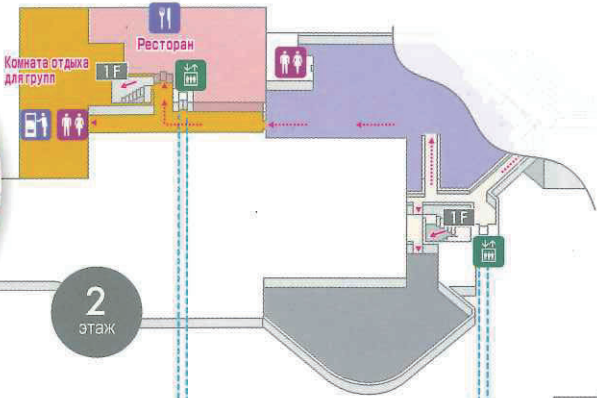 Ресторан
Комната отдыха
для групп
1F
1F
2
этаж